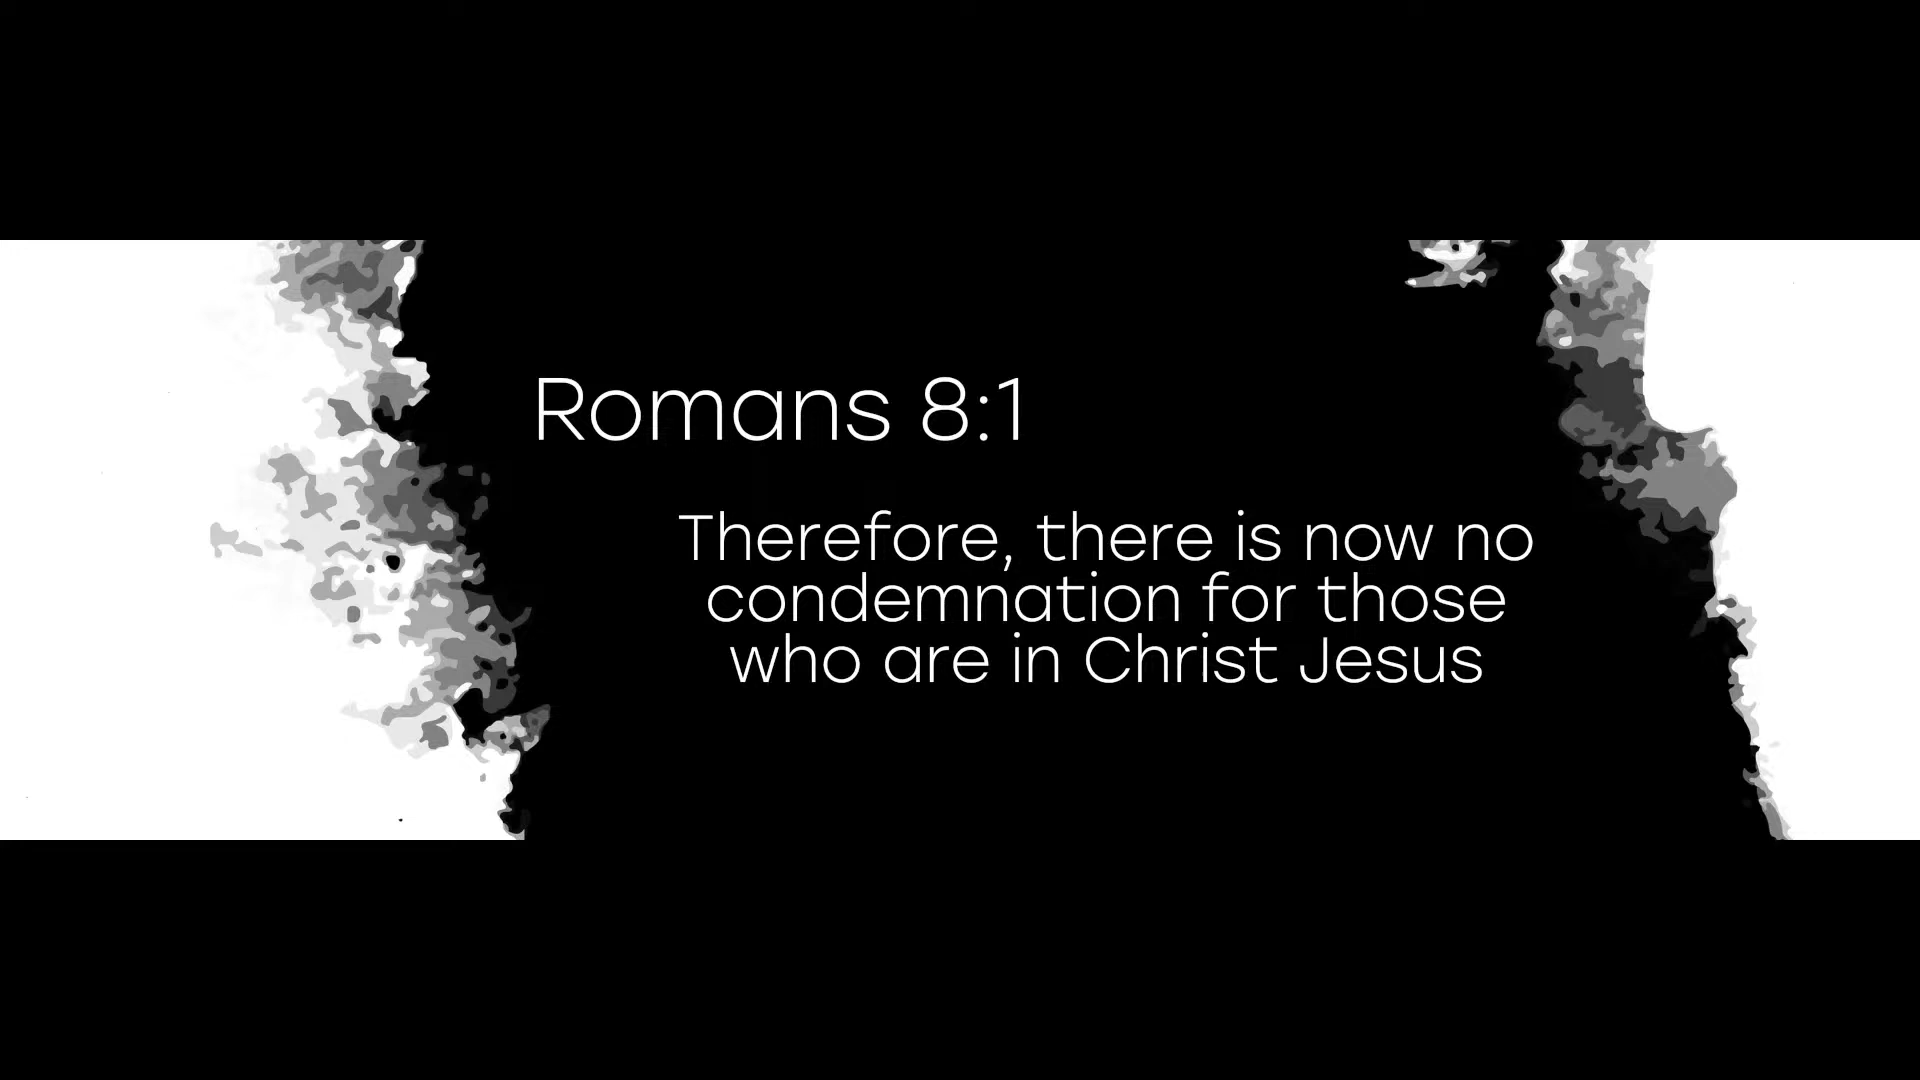 Romans 8:1
Therefore, there is now no
condemnation for those
who are in Christ Jesus